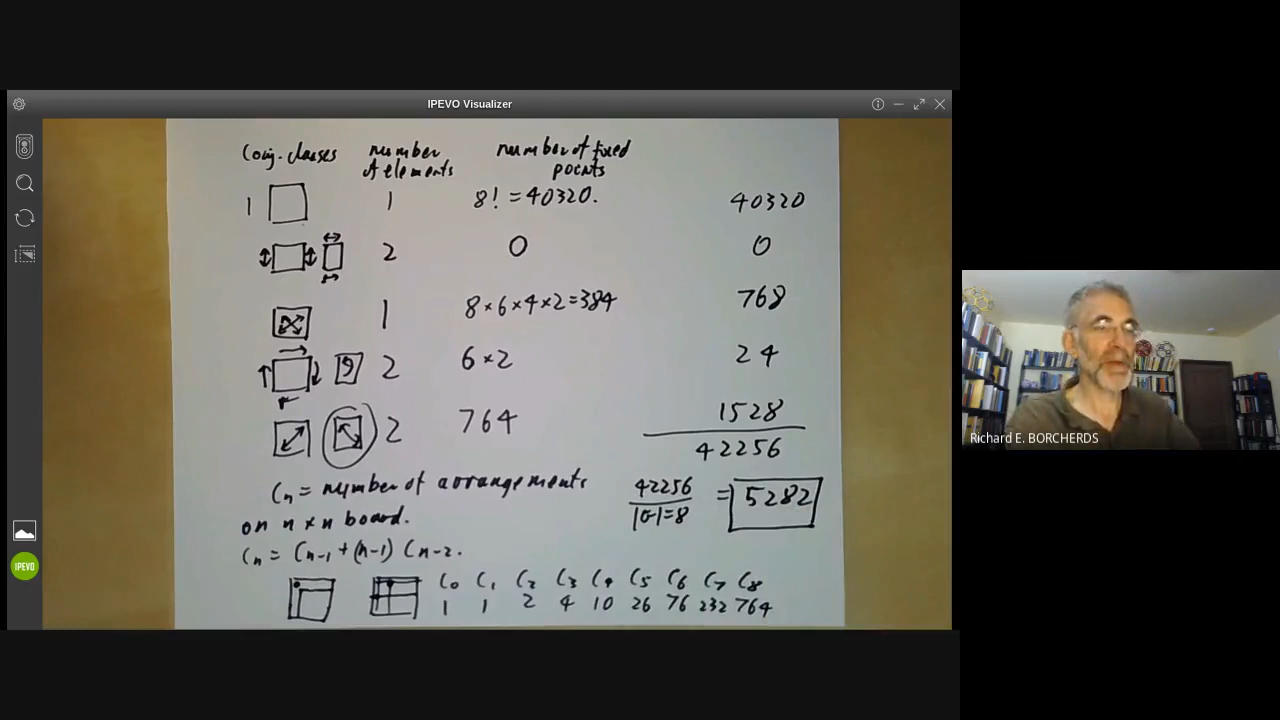 IPEVO Visualizer
Conj. classes number of elements number of fixed points
1 1 8! = 40320. 40320
2 0 0
1 8 × 6 × 4 × 2 = 384 768
2 6 × 2 24
2 764 1528
42256
Cn = number of arrangements
on n × n board.
42256 / |G| = 8 = 5282
Cn = Cn-1 + (n-1) Cn-2.
C0 C1 C2 C3 C4 C5 C6 C7 C8
1 1 2 4 10 26 76 232 764
IPEVO
Richard E. BORCHERDS